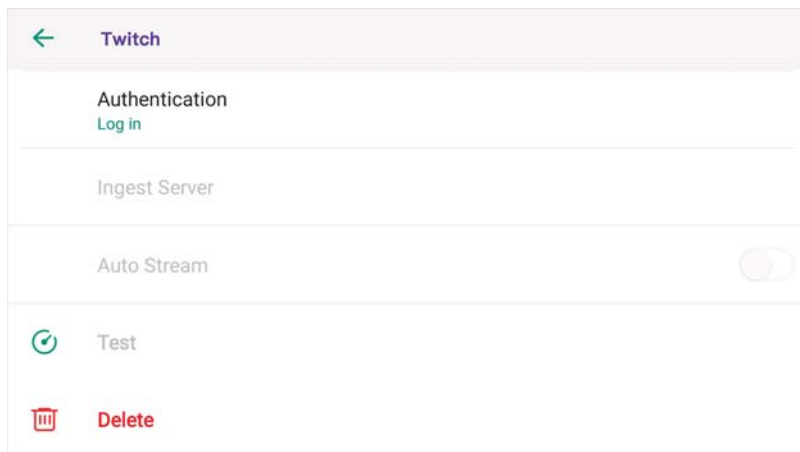 Twitch
Authentication
Log in
Ingest Server
Auto Stream
Test
Delete